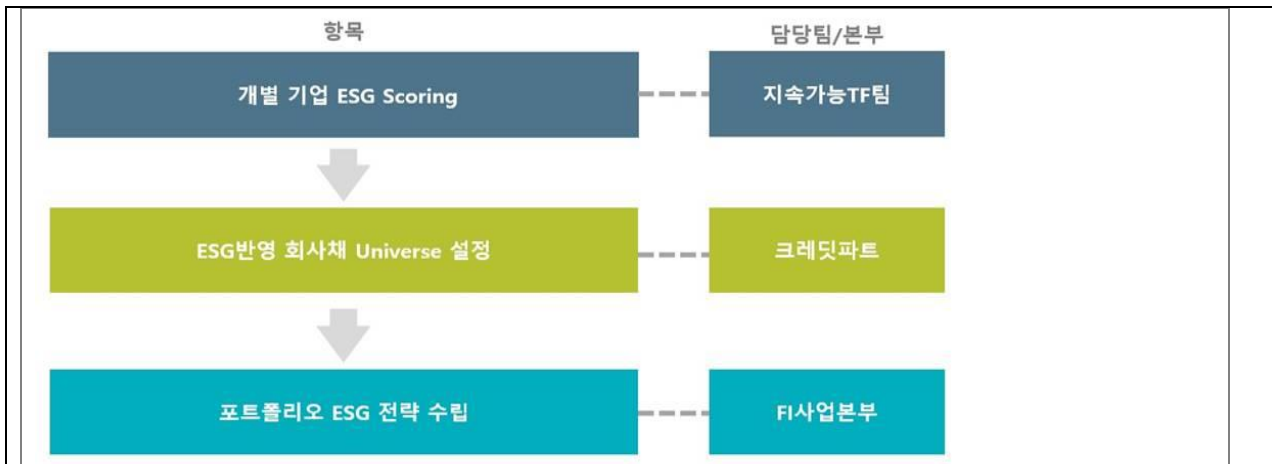 항목
담당팀/본부
개별 기업 ESG Scoring
지속가능TF팀
ESG반영 회사채 Universe 설정
크레딧파트
포트폴리오 ESG 전략 수립
FI사업본부